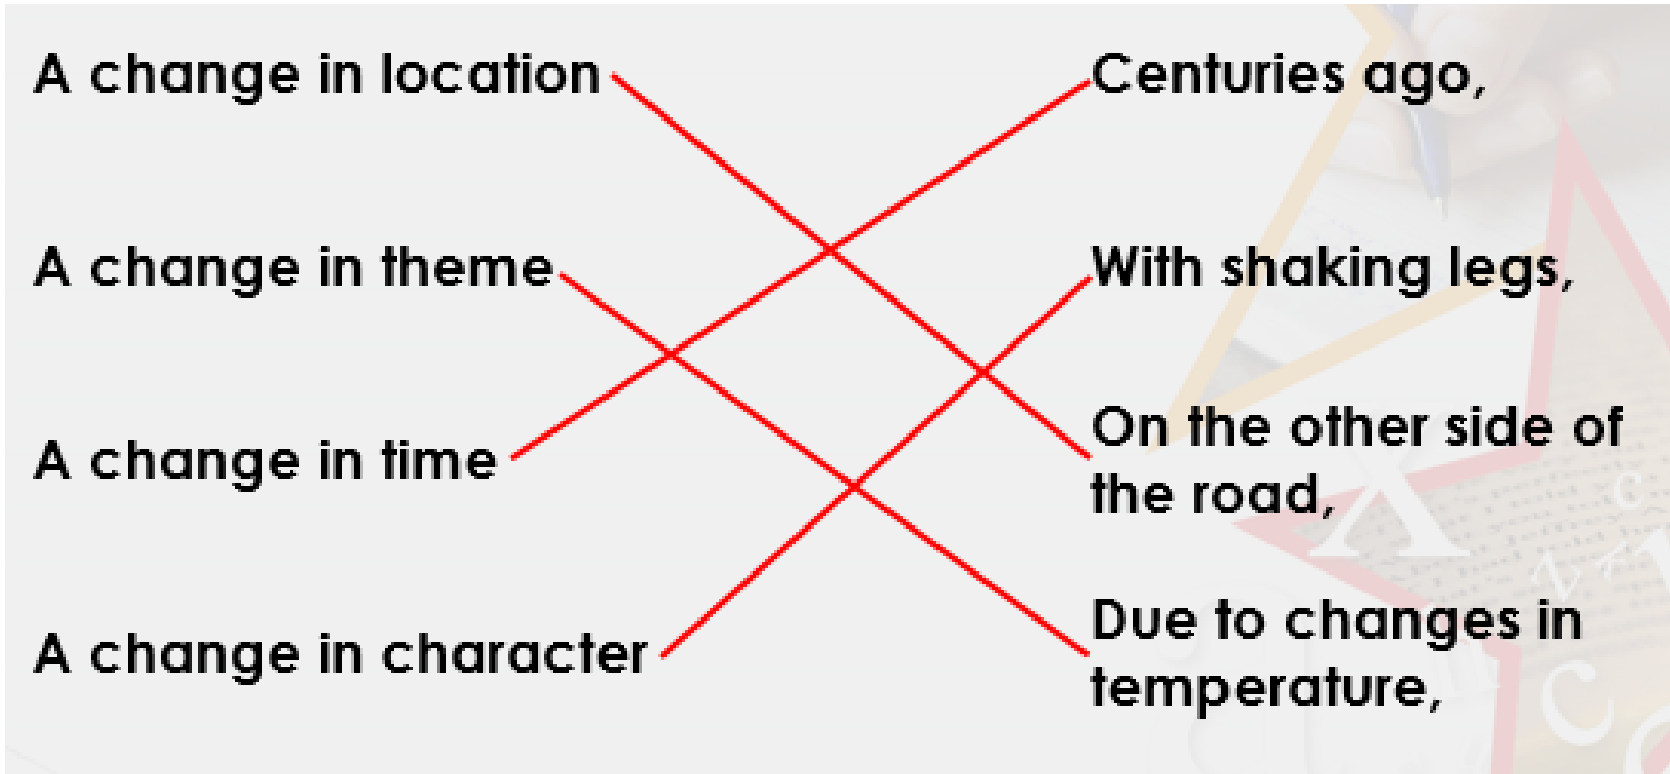 A change in location
Centuries ago,
A change in theme
With shaking legs,
A change in time
On the other side of
the road,
A change in character
Due to changes in
temperature,